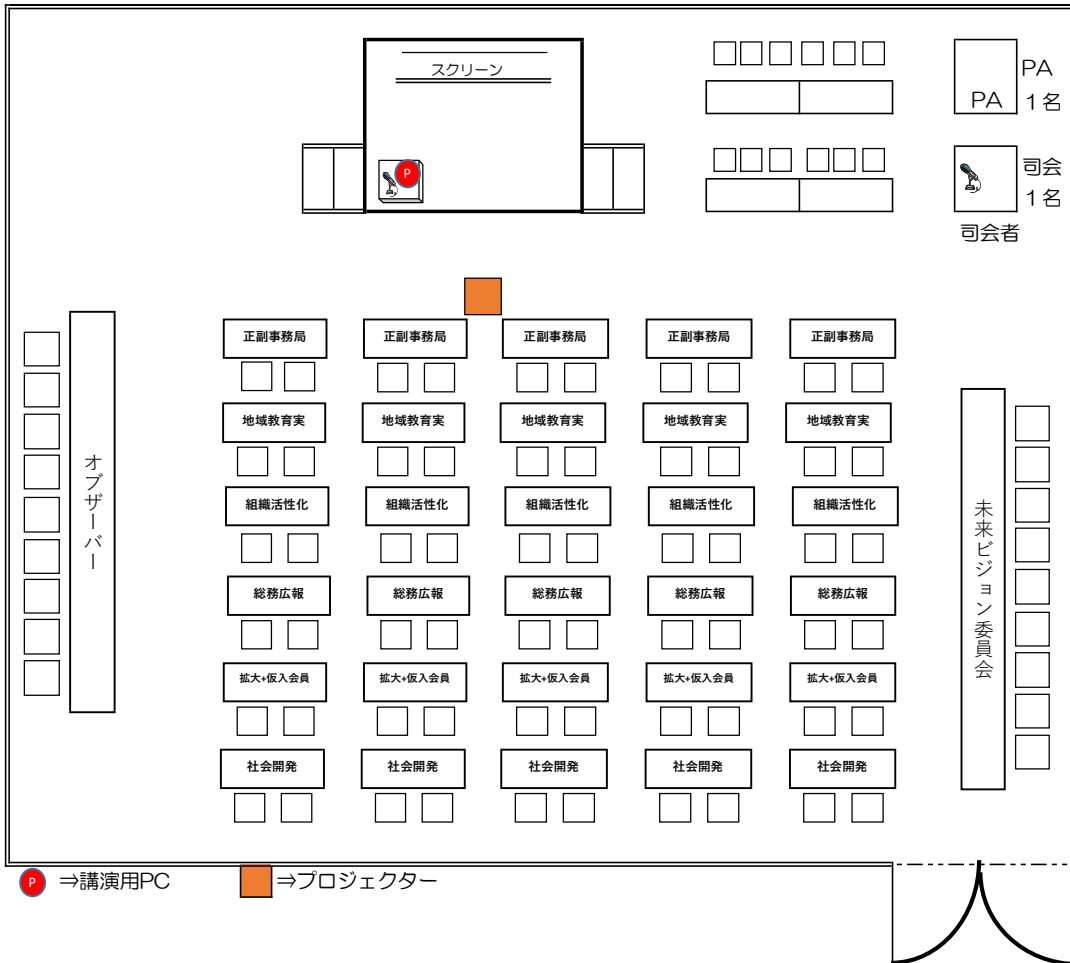 スクリーン
PA
PA
1名
P
司会
1名
司会者
正副事務局 正副事務局 正副事務局 正副事務局 正副事務局
地域教育実 地域教育実 地域教育実 地域教育実 地域教育実
組織活性化 組織活性化 組織活性化 組織活性化 組織活性化
総務広報 総務広報 総務広報 総務広報 総務広報
拡大+仮入会員 拡大+仮入会員 拡大+仮入会員 拡大+仮入会員 拡大+仮入会員
社会開発 社会開発 社会開発 社会開発 社会開発
オブザーバー
未来ビジョン委員会
P ⇒講演用PC
⇒プロジェクター